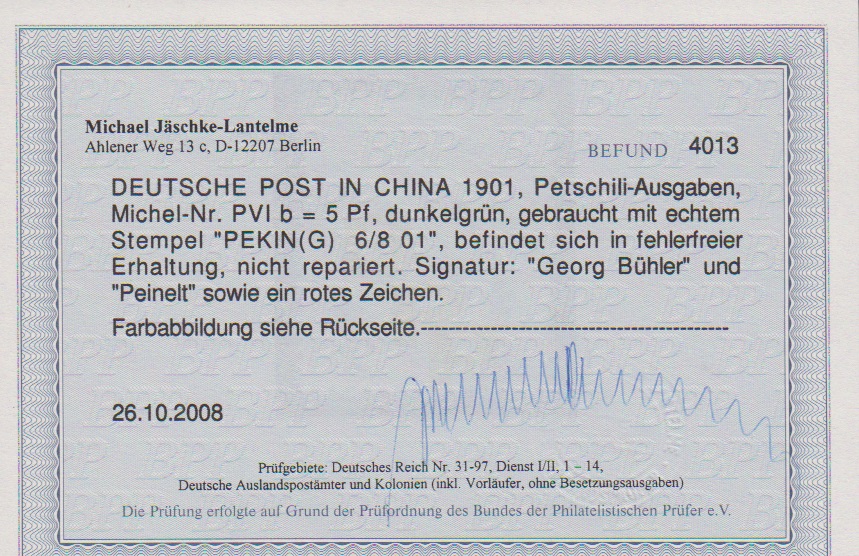 Michael Jäschke-Lantelme
Ahlener Weg 13 c, D-12207 Berlin
BEFUND 4013
DEUTSCHE POST IN CHINA 1901, Petschili-Ausgaben,
Michel-Nr. PVI b = 5 Pf, dunkelgrün, gebraucht mit echtem
Stempel "PEKIN(G) 6/8 01", befindet sich in fehlerfreier
Erhaltung, nicht repariert. Signatur: "Georg Bühler" und
"Peinelt" sowie ein rotes Zeichen.
Farbabbildung siehe Rückseite.---------------------------------------------
26.10.2008
Prüfgebiete: Deutsches Reich Nr. 31-97, Dienst I/II, 1 – 14,
Deutsche Auslandspostämter und Kolonien (inkl. Vorläufer, ohne Besetzungsausgaben)
Die Prüfung erfolgte auf Grund der Prüfordnung des Bundes der Philatelistischen Prüfer e.V.